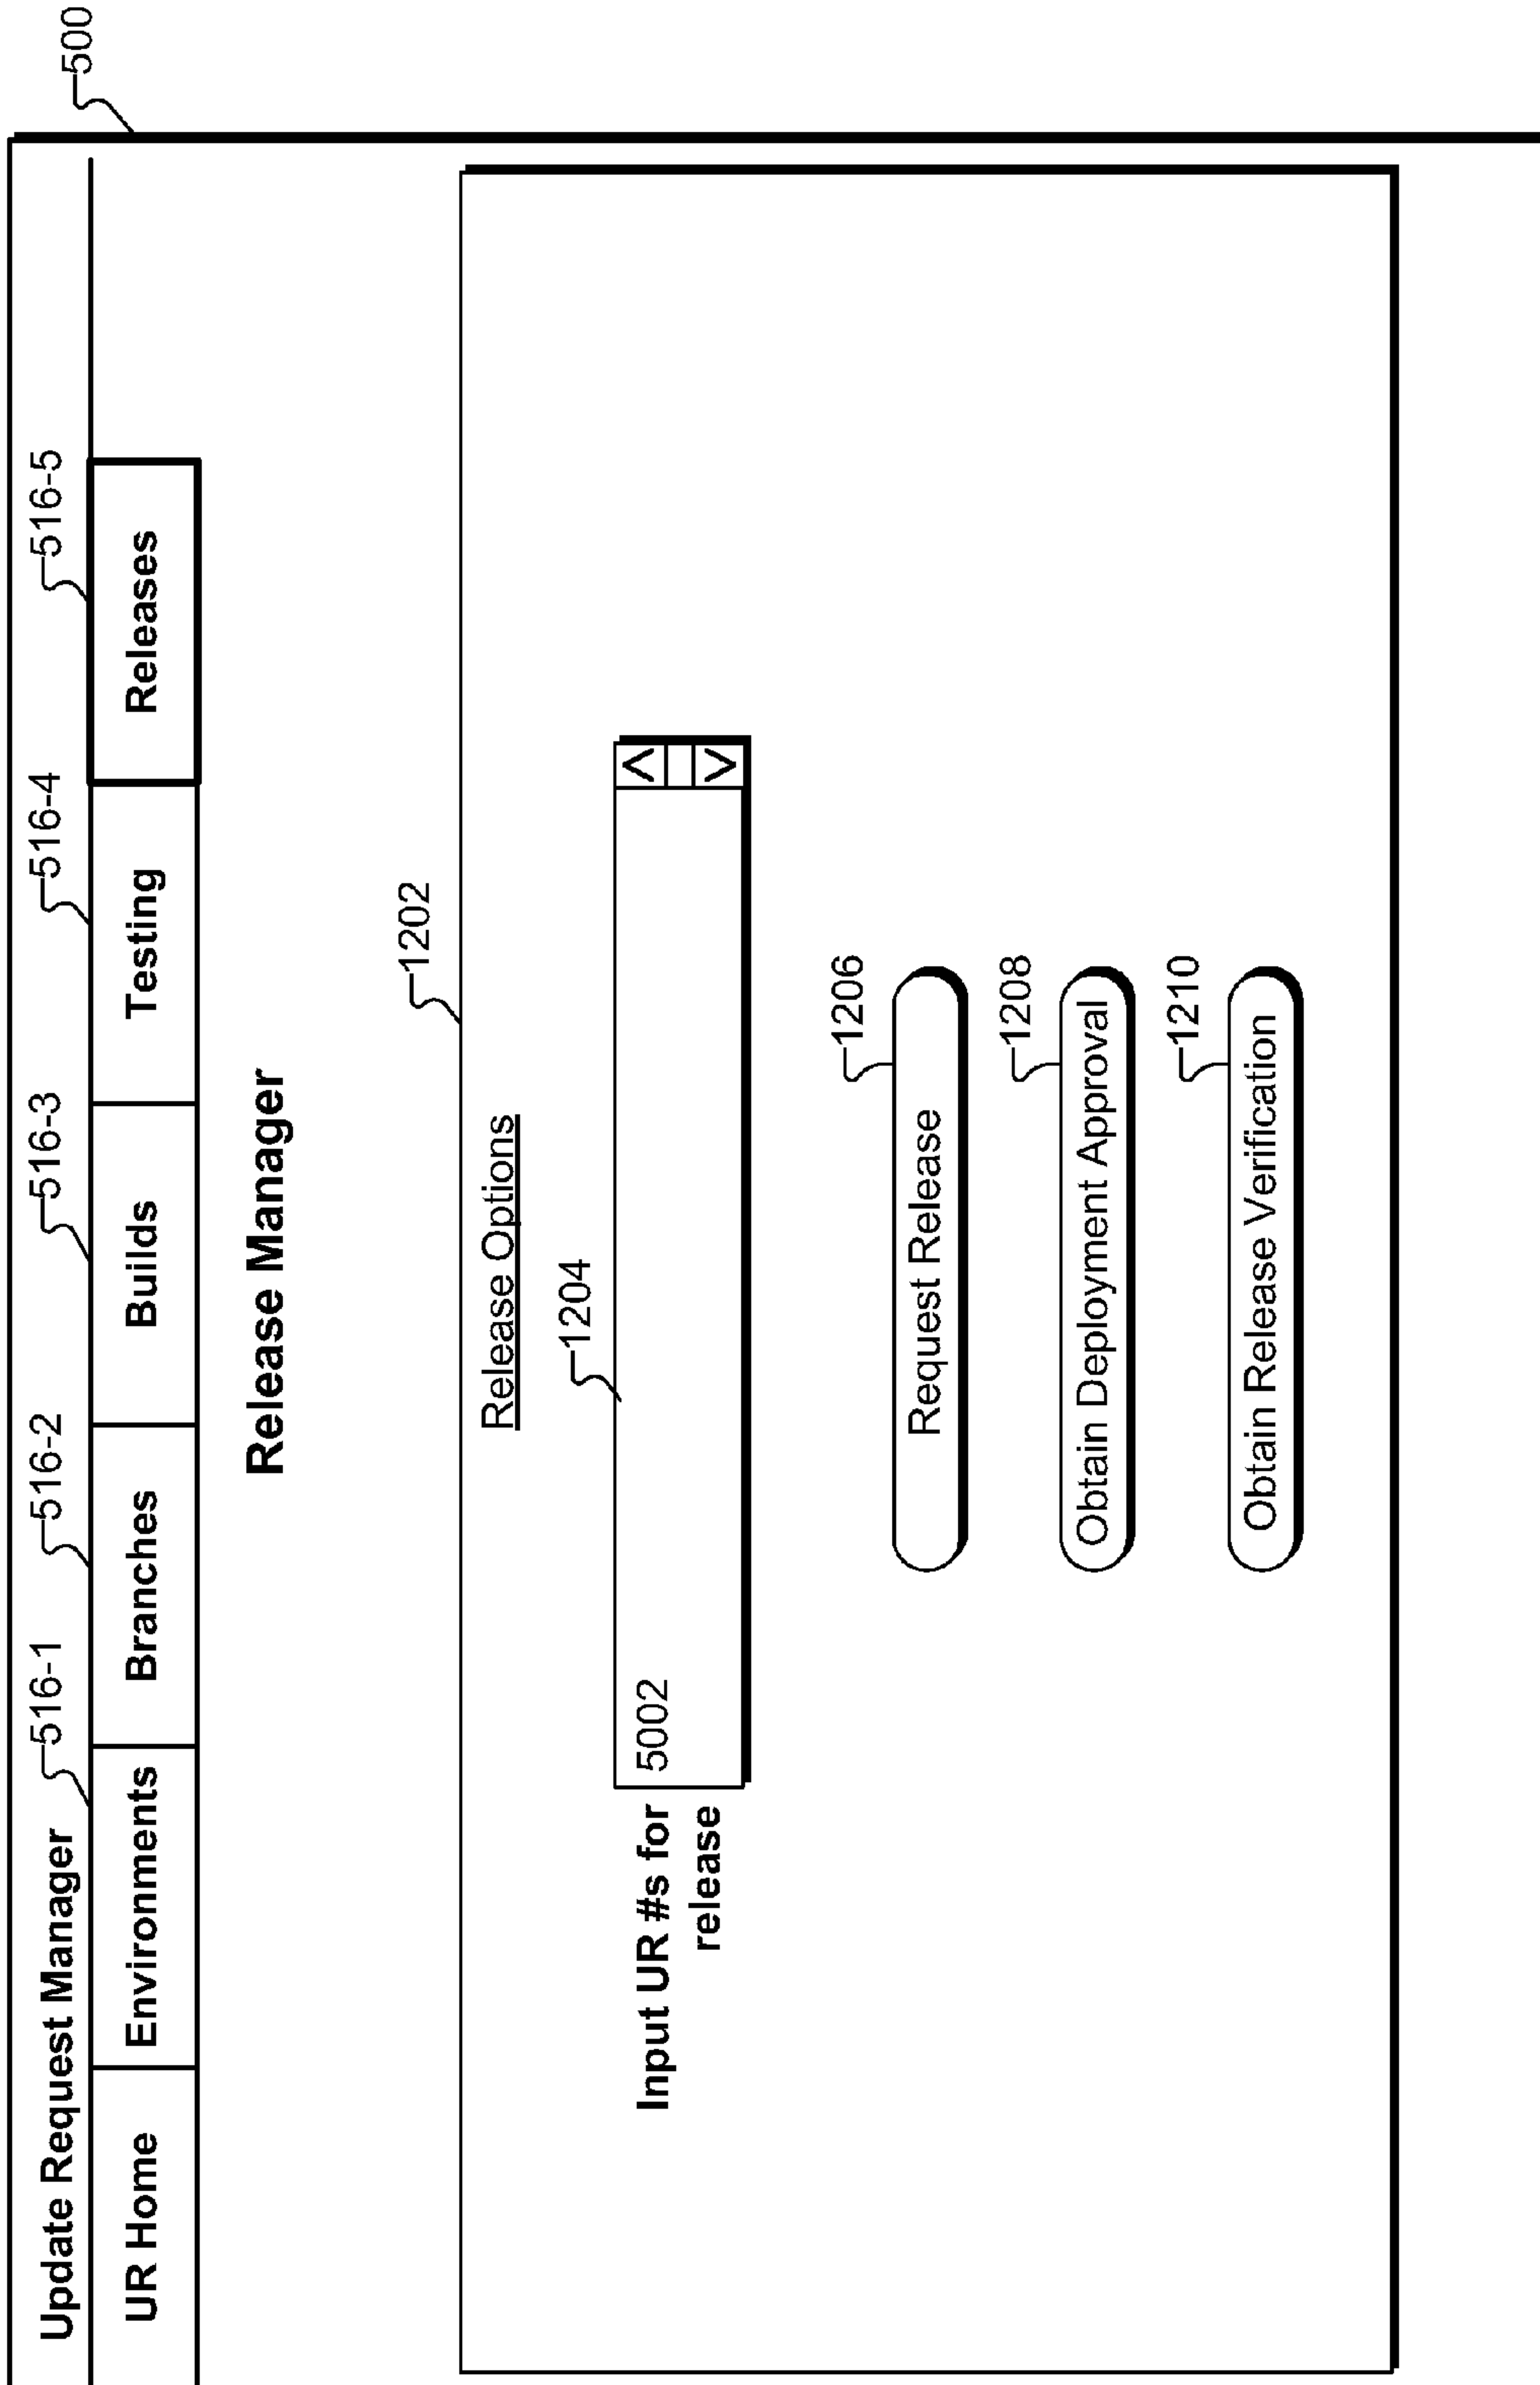 500
Update Request Manager
516-1
516-2
516-3
516-4
516-5
UR Home
Environments
Branches
Builds
Testing
Releases
Release Manager
1202
Release Options
1204
Input UR #s for
release
5002
1206
Request Release
1208
Obtain Deployment Approval
1210
Obtain Release Verification